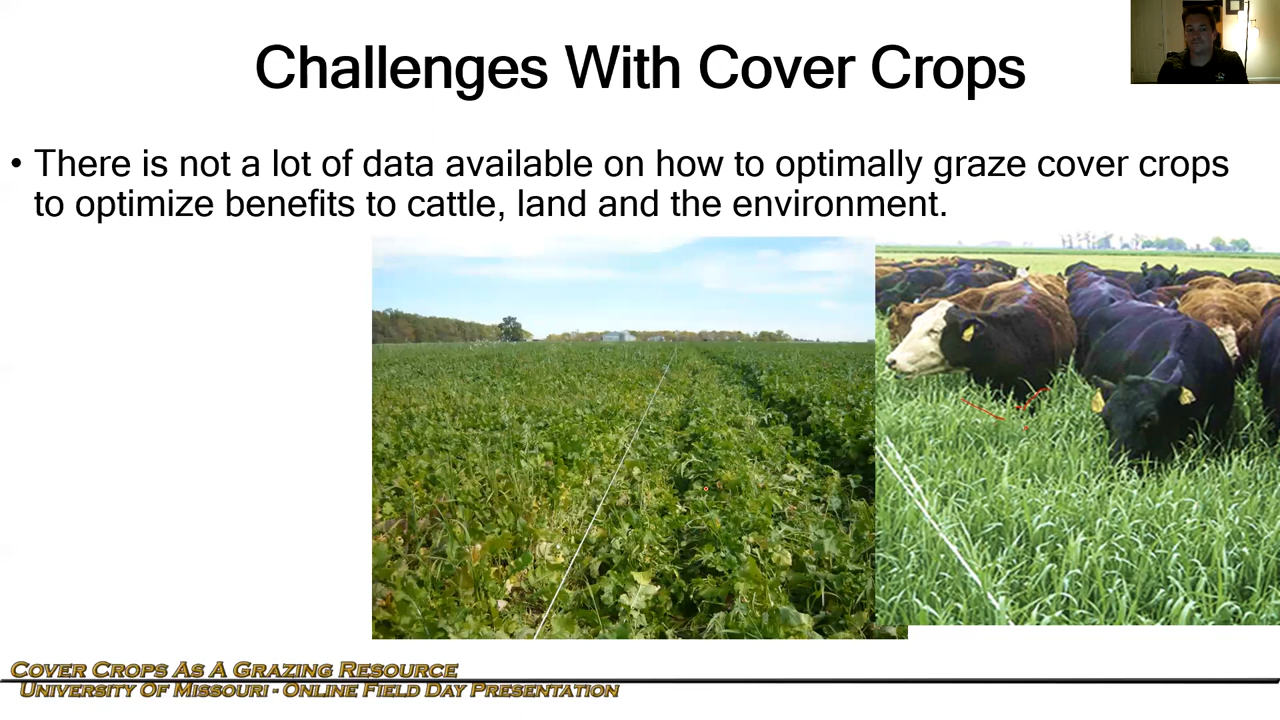 Challenges With Cover Crops
• There is not a lot of data available on how to optimally graze cover crops
to optimize benefits to cattle, land and the environment.
Cover Crops As A Grazing Resource
University Of Missouri - Online Field Day Presentation